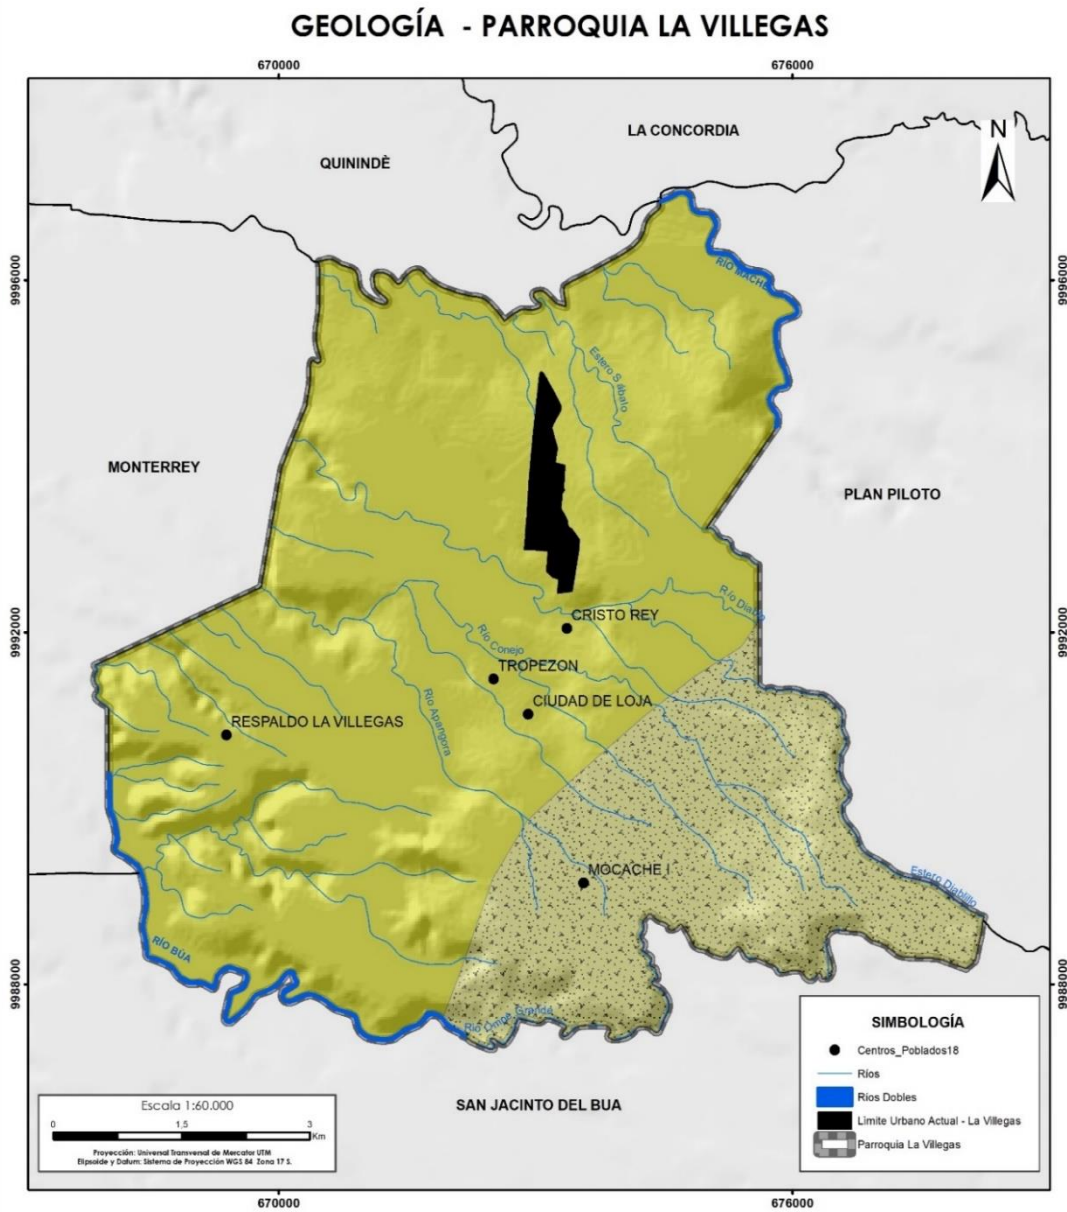 GEOLOGÍA - PARROQUIA LA VILLEGAS
670000
676000
N
LA CONCORDIA
QUININDÈ
9996000
9996000
RÍO MACHE
Estero Sábalo
MONTERREY
PLAN PILOTO
Río Diablo
CRISTO REY
9992000
9992000
Río Conejo
TROPEZON
CIUDAD DE LOJA
RESPALDO LA VILLEGAS
Río Apangora
MOCACHE I
Estero Diablillo
RÍO BÚA
9988000
9988000
Grande
SIMBOLOGÍA
Centros_Poblados18
Ríos
Ríos Dobles
Limite Urbano Actual - La Villegas
Parroquia La Villegas
SAN JACINTO DEL BUA
Escala 1:60.000
0 1,5 3
Km
Proyección: Universal Transversal de Mercator UTM
Elipsoide y Datum: Sistema de Proyección WGS 84 Zona 17 S.
670000
676000